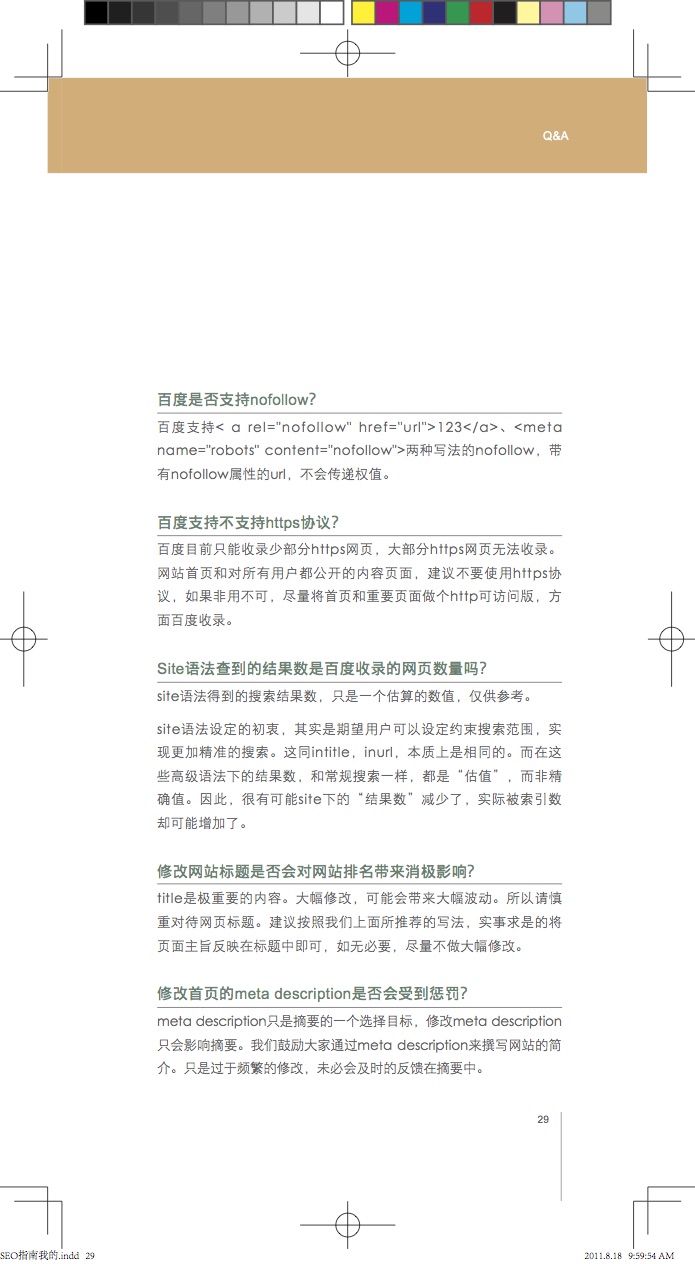 Q&A
百度是否支持nofollow？
百度支持< a rel="nofollow" href="url">123</a>、<meta
name="robots" content="nofollow">两种写法的nofollow，带
有nofollow属性的url，不会传递权值。
百度支持不支持https协议？
百度目前只能收录少部分https网页，大部分https网页无法收录。
网站首页和对所有用户都公开的内容页面，建议不要使用https协
议，如果非用不可，尽量将首页和重要页面做个http可访问版，方
面百度收录。
Site语法查到的结果数是百度收录的网页数量吗？
site语法得到的搜索结果数，只是一个估算的数值，仅供参考。
site语法设定的初衷，其实是期望用户可以设定约束搜索范围，实
现更加精准的搜索。这同intitle，inurl，本质上是相同的。而在这
些高级语法下的结果数，和常规搜索一样，都是“估值”，而非精
确值。因此，很有可能site下的“结果数”减少了，实际被索引数
却可能增加了。
修改网站标题是否会对网站排名带来消极影响？
title是极重要的内容。大幅修改，可能会带来大幅波动。所以请慎
重对待网页标题。建议按照我们上面所推荐的写法，实事求是的将
页面主旨反映在标题中即可，如无必要，尽量不做大幅修改。
修改首页的meta description是否会受到惩罚？
meta description只是摘要的一个选择目标，修改meta description
只会影响摘要。我们鼓励大家通过meta description来撰写网站的简
介。只是过于频繁的修改，未必会及时的反馈在摘要中。
29
SEO指南我的.indd 29
2011.8.18 9:59:54 AM